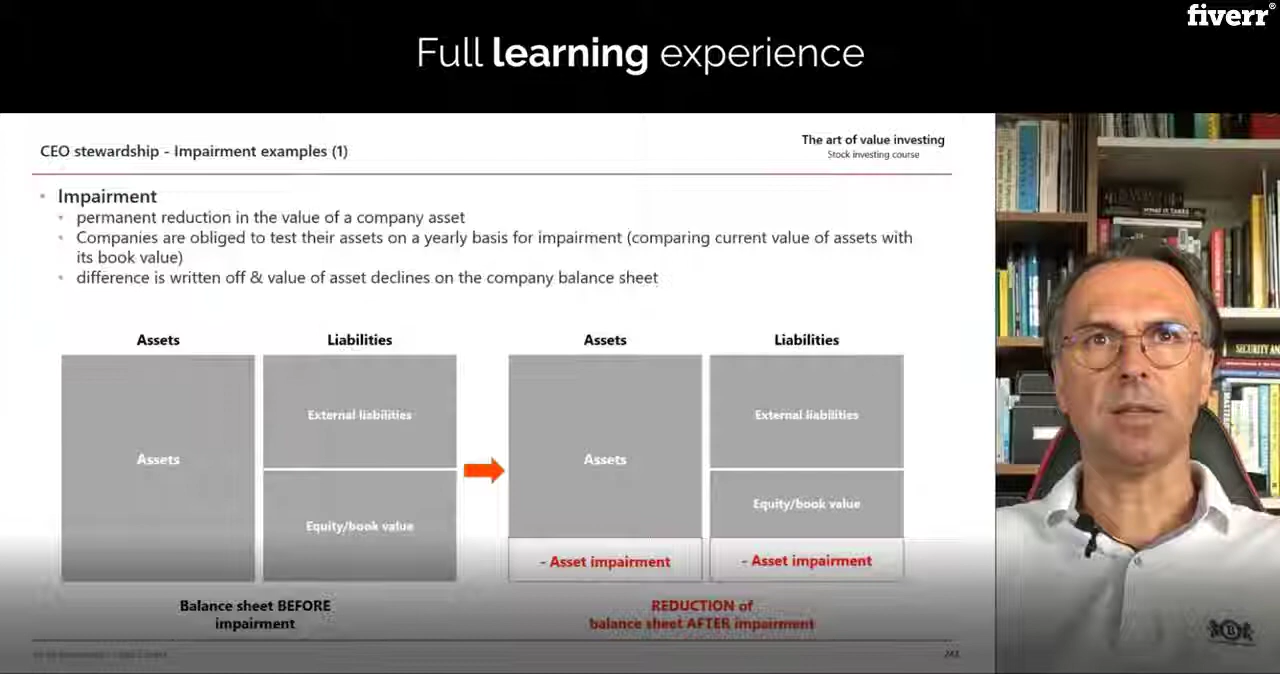 fiverr®
Full learning experience
CEO stewardship - Impairment examples (1)
The art of value investing
Stock investing course
• Impairment
• permanent reduction in the value of a company asset
• Companies are obliged to test their assets on a yearly basis for impairment (comparing current value of assets with
its book value)
• difference is written off & value of asset declines on the company balance sheet
Assets
Liabilities
Assets
Liabilities
External liabilities
External liabilities
Assets
Assets
Equity/book value
Equity/book value
- Asset impairment
- Asset impairment
Balance sheet BEFORE
impairment
REDUCTION of
balance sheet AFTER impairment
SECURITY AN
B